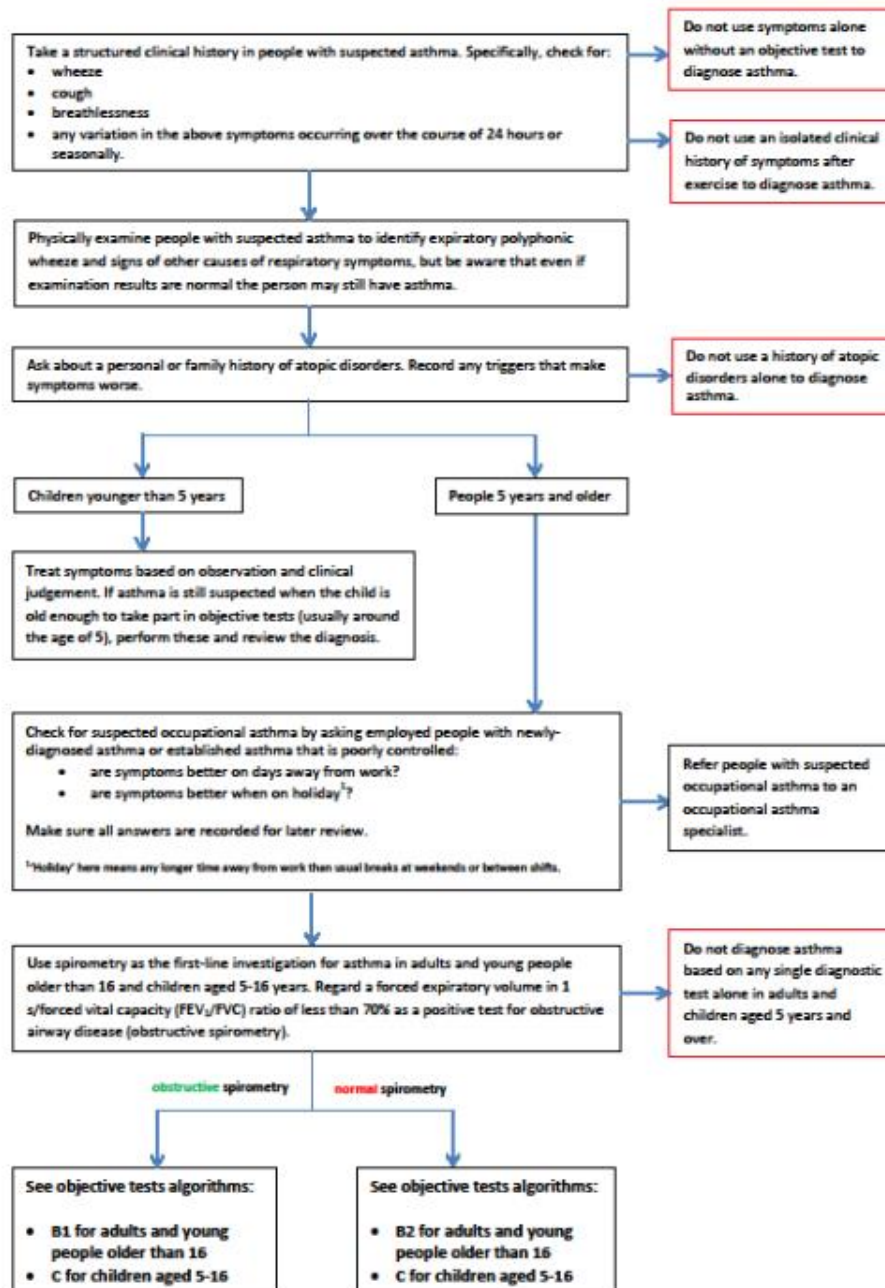 Take a structured clinical history in people with suspected asthma. Specifically, check for:
• wheeze
• cough
• breathlessness
• any variation in the above symptoms occurring over the course of 24 hours or
seasonally.
Do not use symptoms alone
without an objective test to
diagnose asthma.
Do not use an isolated clinical
history of symptoms after
exercise to diagnose asthma.
Physically examine people with suspected asthma to identify expiratory polyphonic
wheeze and signs of other causes of respiratory symptoms, but be aware that even if
examination results are normal the person may still have asthma.
Ask about a personal or family history of atopic disorders. Record any triggers that make
symptoms worse.
Do not use a history of atopic
disorders alone to diagnose
asthma.
Children younger than 5 years
People 5 years and older
Treat symptoms based on observation and clinical
judgement. If asthma is still suspected when the child is
old enough to take part in objective tests (usually around
the age of 5), perform these and review the diagnosis.
Check for suspected occupational asthma by asking employed people with newly-
diagnosed asthma or established asthma that is poorly controlled:
• are symptoms better on days away from work?
• are symptoms better when on holiday¹?
Make sure all answers are recorded for later review.
¹'Holiday' here means any longer time away from work than usual breaks at weekends or between shifts.
Refer people with suspected
occupational asthma to an
occupational asthma
specialist.
Use spirometry as the first-line investigation for asthma in adults and young people
older than 16 and children aged 5-16 years. Regard a forced expiratory volume in 1
s/forced vital capacity (FEV₁/FVC) ratio of less than 70% as a positive test for obstructive
airway disease (obstructive spirometry).
Do not diagnose asthma
based on any single diagnostic
test alone in adults and
children aged 5 years and
over.
obstructive spirometry
normal spirometry
See objective tests algorithms:
• B1 for adults and young
people older than 16
• C for children aged 5-16
See objective tests algorithms:
• B2 for adults and young
people older than 16
• C for children aged 5-16